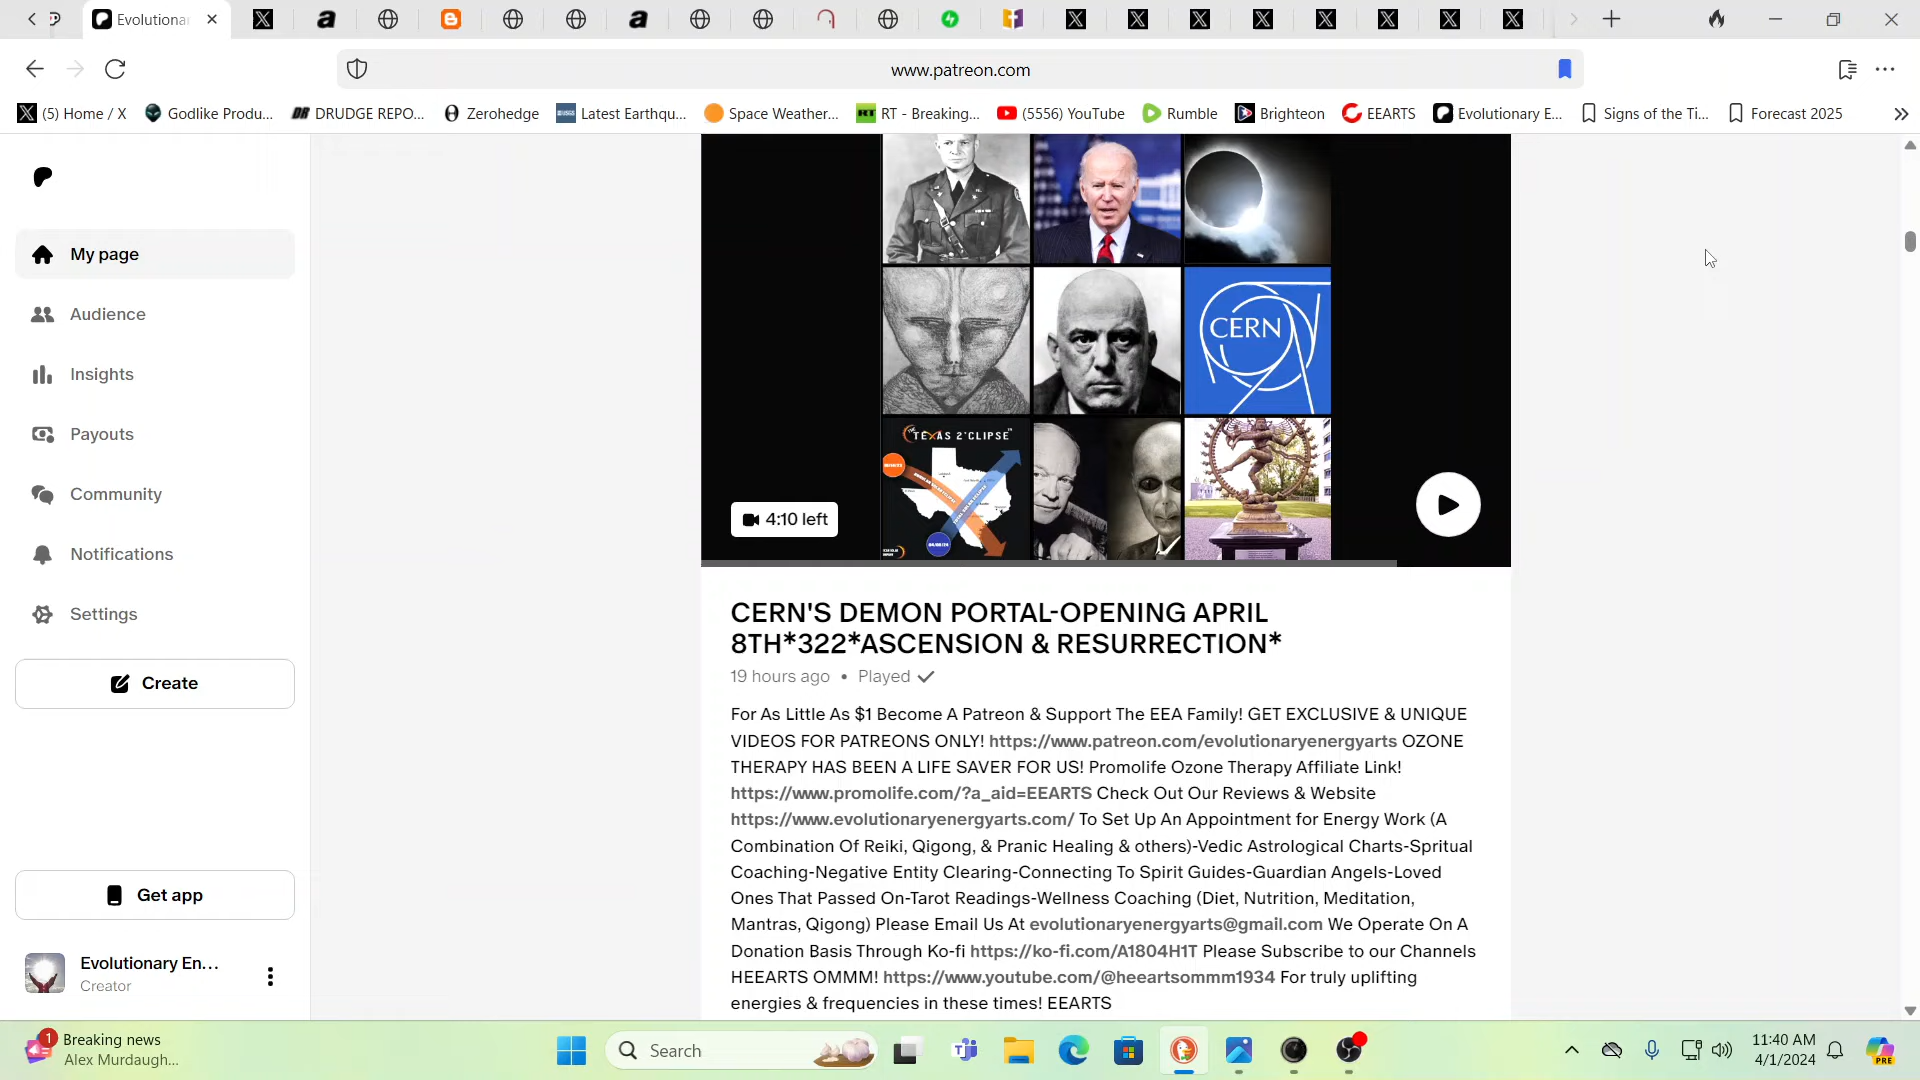 Evolutionar
www.patreon.com
(5) Home / X
Godlike Produ...
DRUDGE REPO...
Zerohedge
Latest Earthqu...
Space Weather...
RT - Breaking...
(5556) YouTube
Rumble
Brighteon
EEARTS
Evolutionary E...
Signs of the Ti...
Forecast 2025
My page
Audience
Insights
Payouts
Community
Notifications
Settings
Create
Get app
Evolutionary En...
Creator
CERN
TEXAS 2'CLIPSE
4:10 left
CERN'S DEMON PORTAL-OPENING APRIL
8TH*322*ASCENSION & RESURRECTION*
19 hours ago • Played
For As Little As $1 Become A Patreon & Support The EEA Family! GET EXCLUSIVE & UNIQUE
VIDEOS FOR PATREONS ONLY! https://www.patreon.com/evolutionaryenergyarts OZONE
THERAPY HAS BEEN A LIFE SAVER FOR US! Promolife Ozone Therapy Affiliate Link!
https://www.promolife.com/?a_aid=EEARTS Check Out Our Reviews & Website
https://www.evolutionaryenergyarts.com/ To Set Up An Appointment for Energy Work (A
Combination Of Reiki, Qigong, & Pranic Healing & others)-Vedic Astrological Charts-Spritual
Coaching-Negative Entity Clearing-Connecting To Spirit Guides-Guardian Angels-Loved
Ones That Passed On-Tarot Readings-Wellness Coaching (Diet, Nutrition, Meditation,
Mantras, Qigong) Please Email Us At evolutionaryenergyarts@gmail.com We Operate On A
Donation Basis Through Ko-fi https://ko-fi.com/A1804H1T Please Subscribe to our Channels
HEEARTS OMMM! https://www.youtube.com/@heeartsommm1934 For truly uplifting
energies & frequencies in these times! EEARTS
1
Breaking news
Alex Murdaugh...
Search
11:40 AM
4/1/2024
PRE